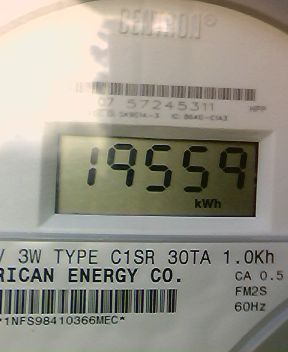 CENTRON®
07 57245311
19559
kWh
V 3W TYPE C1SR 30TA 1.0Kh
RICAN ENERGY CO.
CA 0.5
FM2S
60Hz
*1NFS98410366MEC*